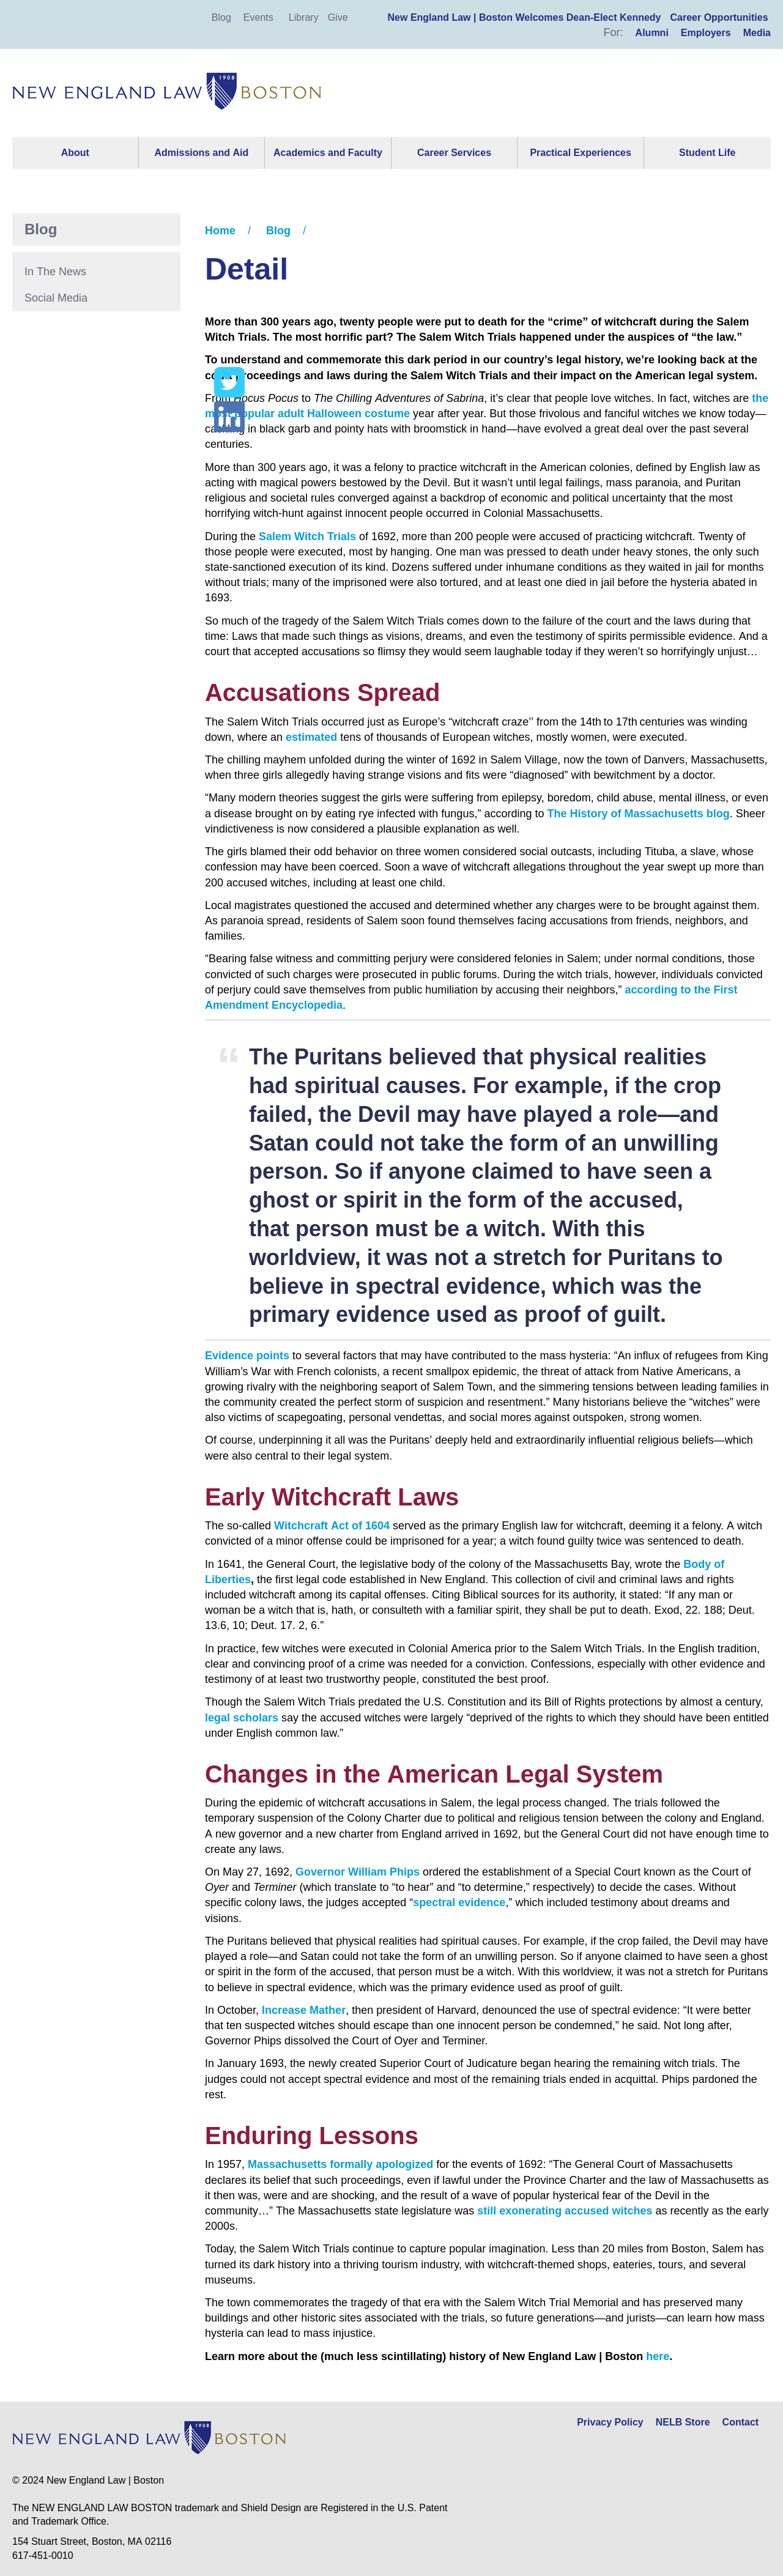 Blog Events Library Give New England Law | Boston Welcomes Dean-Elect Kennedy Career Opportunities
For: Alumni Employers Media
NEW ENGLAND LAW 1908 BOSTON
About Admissions and Aid Academics and Faculty Career Services Practical Experiences Student Life
Blog
In The News
Social Media
Home / Blog /
Detail
More than 300 years ago, twenty people were put to death for the “crime” of witchcraft during the Salem
Witch Trials. The most horrific part? The Salem Witch Trials happened under the auspices of “the law.”
To understand and commemorate this dark period in our country’s legal history, we’re looking back at the
proceedings and laws during the Salem Witch Trials and their impact on the American legal system.
Pocus to The Chilling Adventures of Sabrina, it’s clear that people love witches. In fact, witches are the
popular adult Halloween costume year after year. But those frivolous and fanciful witches we know today—
in black garb and pointy hats with broomstick in hand—have evolved a great deal over the past several
centuries.
More than 300 years ago, it was a felony to practice witchcraft in the American colonies, defined by English law as
acting with magical powers bestowed by the Devil. But it wasn’t until legal failings, mass paranoia, and Puritan
religious and societal rules converged against a backdrop of economic and political uncertainty that the most
horrifying witch-hunt against innocent people occurred in Colonial Massachusetts.
During the Salem Witch Trials of 1692, more than 200 people were accused of practicing witchcraft. Twenty of
those people were executed, most by hanging. One man was pressed to death under heavy stones, the only such
state-sanctioned execution of its kind. Dozens suffered under inhumane conditions as they waited in jail for months
without trials; many of the imprisoned were also tortured, and at least one died in jail before the hysteria abated in
1693.
So much of the tragedy of the Salem Witch Trials comes down to the failure of the court and the laws during that
time: Laws that made such things as visions, dreams, and even the testimony of spirits permissible evidence. And a
court that accepted accusations so flimsy they would seem laughable today if they weren’t so horrifyingly unjust…
Accusations Spread
The Salem Witch Trials occurred just as Europe’s “witchcraft craze’’ from the 14th to 17th centuries was winding
down, where an estimated tens of thousands of European witches, mostly women, were executed.
The chilling mayhem unfolded during the winter of 1692 in Salem Village, now the town of Danvers, Massachusetts,
when three girls allegedly having strange visions and fits were “diagnosed” with bewitchment by a doctor.
“Many modern theories suggest the girls were suffering from epilepsy, boredom, child abuse, mental illness, or even
a disease brought on by eating rye infected with fungus,” according to The History of Massachusetts blog. Sheer
vindictiveness is now considered a plausible explanation as well.
The girls blamed their odd behavior on three women considered social outcasts, including Tituba, a slave, whose
confession may have been coerced. Soon a wave of witchcraft allegations throughout the year swept up more than
200 accused witches, including at least one child.
Local magistrates questioned the accused and determined whether any charges were to be brought against them.
As paranoia spread, residents of Salem soon found themselves facing accusations from friends, neighbors, and
families.
“Bearing false witness and committing perjury were considered felonies in Salem; under normal conditions, those
convicted of such charges were prosecuted in public forums. During the witch trials, however, individuals convicted
of perjury could save themselves from public humiliation by accusing their neighbors,” according to the First
Amendment Encyclopedia.
“ The Puritans believed that physical realities
had spiritual causes. For example, if the crop
failed, the Devil may have played a role—and
Satan could not take the form of an unwilling
person. So if anyone claimed to have seen a
ghost or spirit in the form of the accused,
that person must be a witch. With this
worldview, it was not a stretch for Puritans to
believe in spectral evidence, which was the
primary evidence used as proof of guilt.
Evidence points to several factors that may have contributed to the mass hysteria: “An influx of refugees from King
William’s War with French colonists, a recent smallpox epidemic, the threat of attack from Native Americans, a
growing rivalry with the neighboring seaport of Salem Town, and the simmering tensions between leading families in
the community created the perfect storm of suspicion and resentment.” Many historians believe the “witches” were
also victims of scapegoating, personal vendettas, and social mores against outspoken, strong women.
Of course, underpinning it all was the Puritans’ deeply held and extraordinarily influential religious beliefs—which
were also central to their legal system.
Early Witchcraft Laws
The so-called Witchcraft Act of 1604 served as the primary English law for witchcraft, deeming it a felony. A witch
convicted of a minor offense could be imprisoned for a year; a witch found guilty twice was sentenced to death.
In 1641, the General Court, the legislative body of the colony of the Massachusetts Bay, wrote the Body of
Liberties, the first legal code established in New England. This collection of civil and criminal laws and rights
included witchcraft among its capital offenses. Citing Biblical sources for its authority, it stated: “If any man or
woman be a witch that is, hath, or consulteth with a familiar spirit, they shall be put to death. Exod, 22. 188; Deut.
13.6, 10; Deut. 17. 2, 6.”
In practice, few witches were executed in Colonial America prior to the Salem Witch Trials. In the English tradition,
clear and convincing proof of a crime was needed for a conviction. Confessions, especially with other evidence and
testimony of at least two trustworthy people, constituted the best proof.
Though the Salem Witch Trials predated the U.S. Constitution and its Bill of Rights protections by almost a century,
legal scholars say the accused witches were largely “deprived of the rights to which they should have been entitled
under English common law.”
Changes in the American Legal System
During the epidemic of witchcraft accusations in Salem, the legal process changed. The trials followed the
temporary suspension of the Colony Charter due to political and religious tension between the colony and England.
A new governor and a new charter from England arrived in 1692, but the General Court did not have enough time to
create any laws.
On May 27, 1692, Governor William Phips ordered the establishment of a Special Court known as the Court of
Oyer and Terminer (which translate to “to hear” and “to determine,” respectively) to decide the cases. Without
specific colony laws, the judges accepted “spectral evidence,” which included testimony about dreams and
visions.
The Puritans believed that physical realities had spiritual causes. For example, if the crop failed, the Devil may have
played a role—and Satan could not take the form of an unwilling person. So if anyone claimed to have seen a ghost
or spirit in the form of the accused, that person must be a witch. With this worldview, it was not a stretch for Puritans
to believe in spectral evidence, which was the primary evidence used as proof of guilt.
In October, Increase Mather, then president of Harvard, denounced the use of spectral evidence: “It were better
that ten suspected witches should escape than one innocent person be condemned,” he said. Not long after,
Governor Phips dissolved the Court of Oyer and Terminer.
In January 1693, the newly created Superior Court of Judicature began hearing the remaining witch trials. The
judges could not accept spectral evidence and most of the remaining trials ended in acquittal. Phips pardoned the
rest.
Enduring Lessons
In 1957, Massachusetts formally apologized for the events of 1692: “The General Court of Massachusetts
declares its belief that such proceedings, even if lawful under the Province Charter and the law of Massachusetts as
it then was, were and are shocking, and the result of a wave of popular hysterical fear of the Devil in the
community…” The Massachusetts state legislature was still exonerating accused witches as recently as the early
2000s.
Today, the Salem Witch Trials continue to capture popular imagination. Less than 20 miles from Boston, Salem has
turned its dark history into a thriving tourism industry, with witchcraft-themed shops, eateries, tours, and several
museums.
The town commemorates the tragedy of that era with the Salem Witch Trial Memorial and has preserved many
buildings and other historic sites associated with the trials, so future generations—and jurists—can learn how mass
hysteria can lead to mass injustice.
Learn more about the (much less scintillating) history of New England Law | Boston here.
NEW ENGLAND LAW 1908 BOSTON
Privacy Policy NELB Store Contact
© 2024 New England Law | Boston
The NEW ENGLAND LAW BOSTON trademark and Shield Design are Registered in the U.S. Patent
and Trademark Office.
154 Stuart Street, Boston, MA 02116
617-451-0010